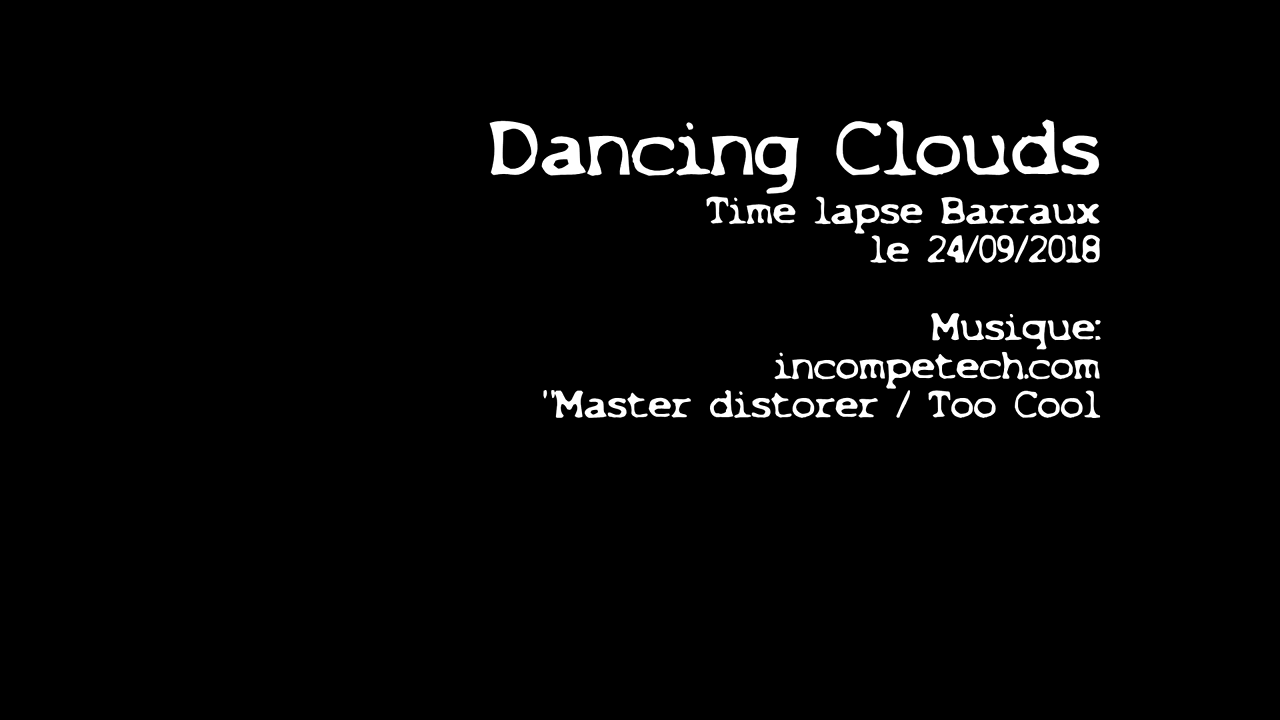 Dancing Clouds
Time lapse Barraux
le 24/09/2018
Musique:
incompetech.com
"Master distorer / Too Cool